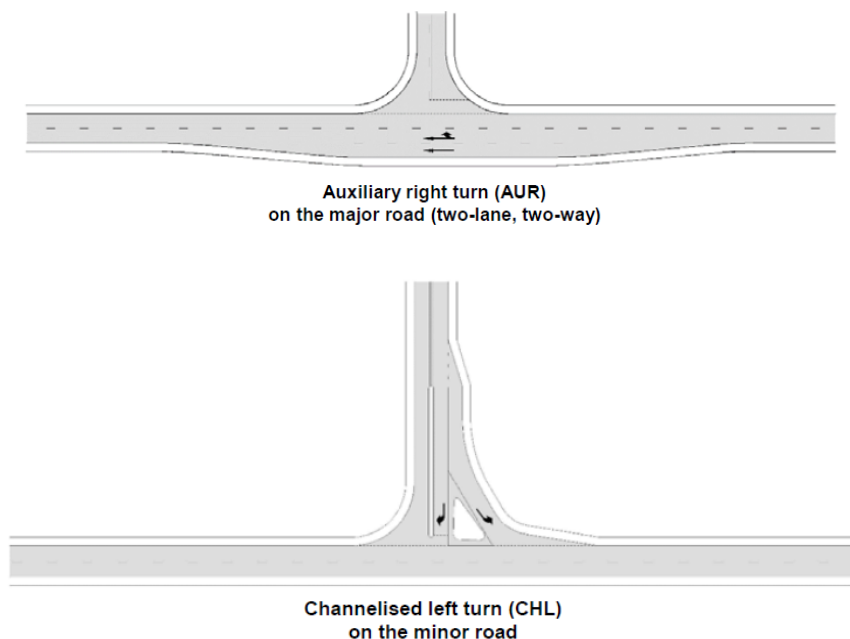 Auxiliary right turn (AUR)
on the major road (two-lane, two-way)
Channelised left turn (CHL)
on the minor road